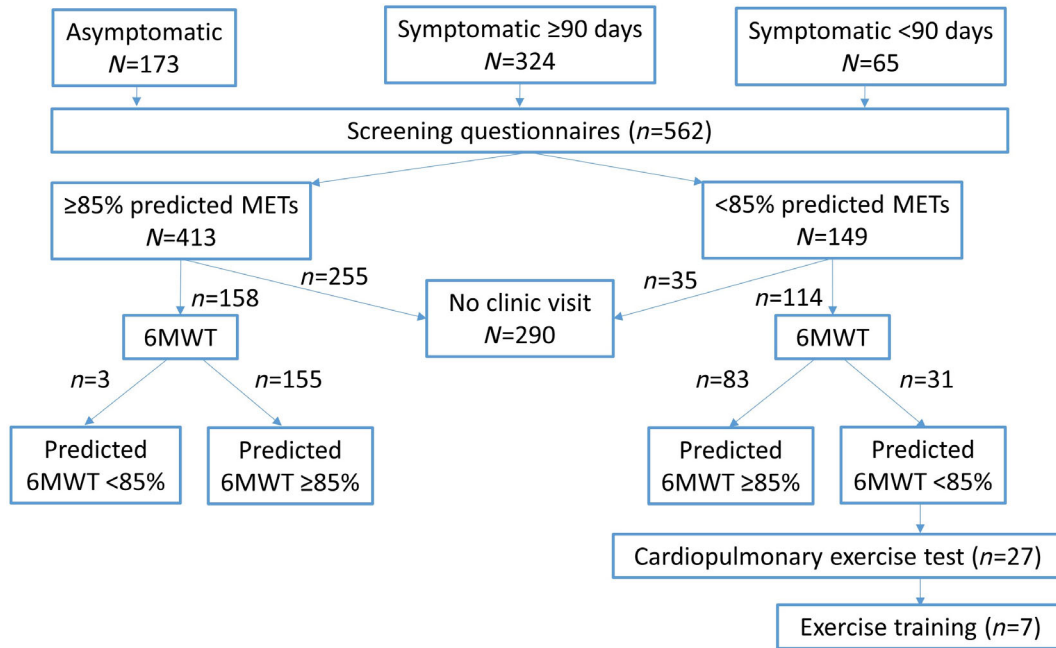 Asymptomatic
N=173
Symptomatic ≥90 days
N=324
Symptomatic <90 days
N=65
Screening questionnaires (n=562)
≥85% predicted METs
N=413
<85% predicted METs
N=149
n=255
n=35
n=158
No clinic visit
N=290
n=114
6MWT
6MWT
n=3
n=155
n=83
n=31
Predicted
6MWT <85%
Predicted
6MWT ≥85%
Predicted
6MWT ≥85%
Predicted
6MWT <85%
Cardiopulmonary exercise test (n=27)
Exercise training (n=7)